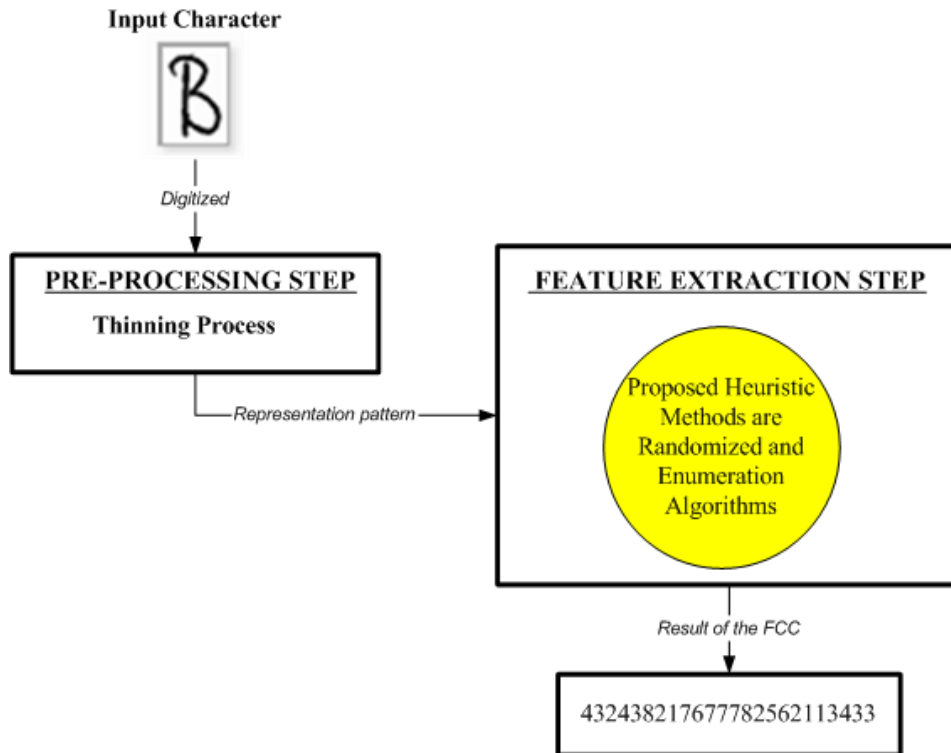 Input Character
B
Digitized
PRE-PROCESSING STEP
Thinning Process
Representation pattern
FEATURE EXTRACTION STEP
Proposed Heuristic
Methods are
Randomized and
Enumeration
Algorithms
Result of the FCC
432438217677782562113433